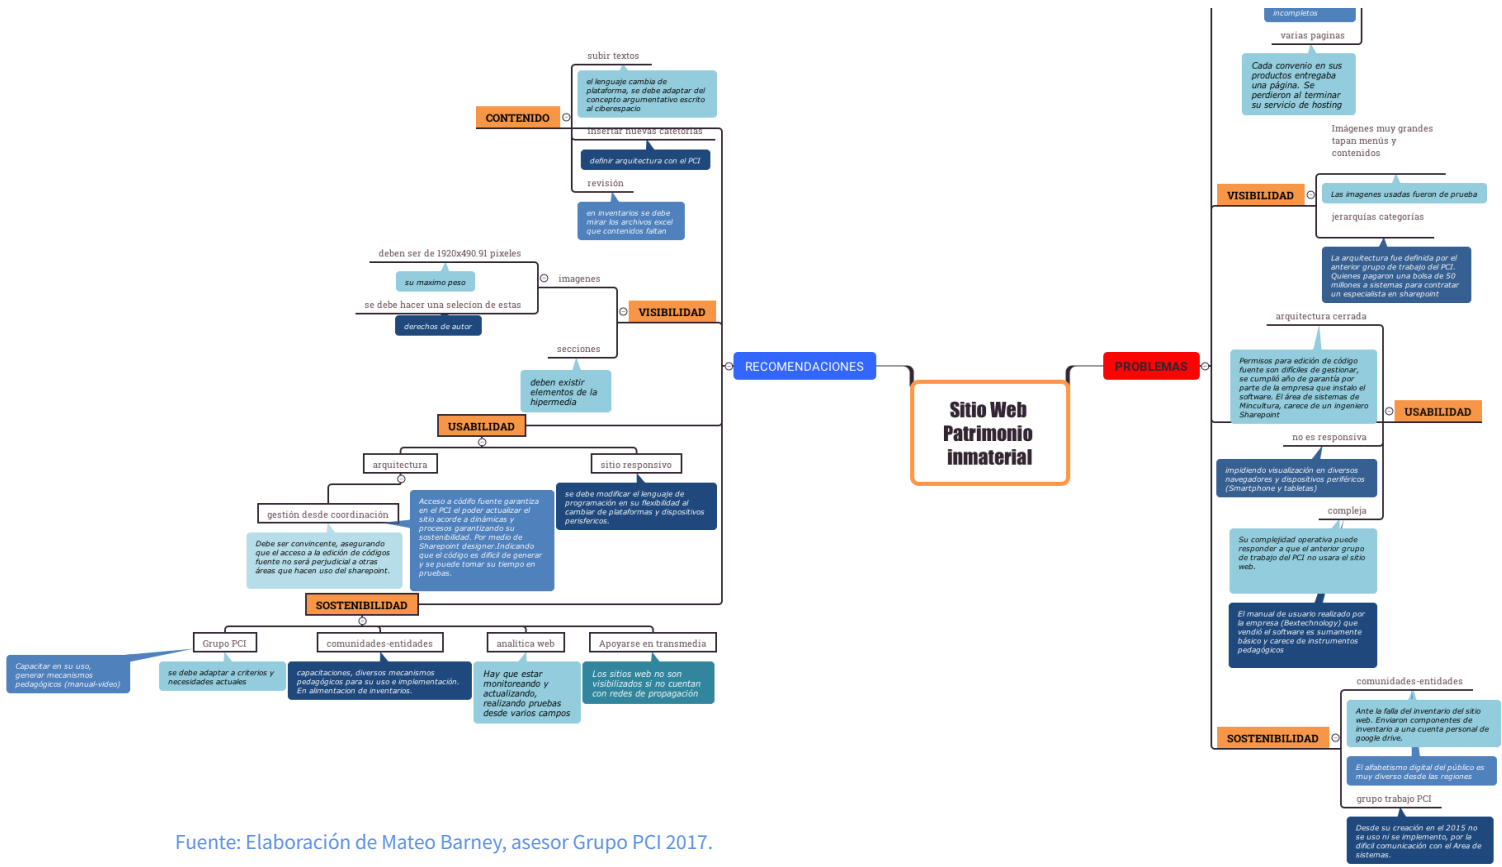 Sitio Web
Patrimonio
inmaterial
RECOMENDACIONES
CONTENIDO
subir textos
el lenguaje cambia de
plataforma, se debe adaptar del
concepto argumentativo escrito
al ciberespacio
insertar nuevas catetorias
definir arquitectura con el PCI
revisión
en inventarios se debe
mirar los archivos excel
que contenidos faltan
VISIBILIDAD
imagenes
deben ser de 1920x490.91 pixeles
su maximo peso
se debe hacer una selecion de estas
derechos de autor
secciones
deben existir
elementos de la
hipermedia
USABILIDAD
arquitectura
gestión desde coordinación
Debe ser convincente, asegurando
que el acceso a la edición de códigos
fuente no será perjudicial a otras
áreas que hacen uso del sharepoint.
Acceso a códifo fuente garantiza
en el PCI el poder actualizar el
sitio acorde a dinámicas y
procesos garantizando su
sostenibilidad. Por medio de
Sharepoint designer.Indicando
que el código es difícil de generar
y se puede tomar su tiempo en
pruebas.
sitio responsivo
se debe modificar el lenguaje de
programación en su flexibilidad al
cambiar de plataformas y dispositivos
perisfericos.
SOSTENIBILIDAD
Grupo PCI
Capacitar en su uso,
generar mecanismos
pedagógicos (manual-video)
se debe adaptar a criterios y
necesidades actuales
comunidades-entidades
capacitaciones, diversos mecanismos
pedagógicos para su uso e implementación.
En alimentacion de inventarios.
analítica web
Hay que estar
monitoreando y
actualizando,
realizando pruebas
desde varios campos
Apoyarse en transmedia
Los sitios web no son
visibilizados si no cuentan
con redes de propagación
PROBLEMAS
incompletos
varias paginas
Cada convenio en sus
productos entregaba
una página. Se
perdieron al terminar
su servicio de hosting
VISIBILIDAD
Imágenes muy grandes
tapan menús y
contenidos
Las imagenes usadas fueron de prueba
jerarquías categorías
La arquitectura fue definida por el
anterior grupo de trabajo del PCI.
Quienes pagaron una bolsa de 50
millones a sistemas para contratar
un especialista en sharepoint
USABILIDAD
arquitectura cerrada
Permisos para edición de código
fuente son difíciles de gestionar,
se cumplió año de garantía por
parte de la empresa que instalo el
software. El área de sistemas de
Mincultura, carece de un ingeniero
Sharepoint
no es responsiva
impidiendo visualización en diversos
navegadores y dispositivos periféricos
(Smartphone y tabletas)
compleja
Su complejidad operativa puede
responder a que el anterior grupo
de trabajo del PCI no usara el sitio
web.
El manual de usuario realizado por
la empresa (Bextechnology) que
vendió el software es sumamente
básico y carece de instrumentos
pedagógicos
SOSTENIBILIDAD
comunidades-entidades
Ante la falla del inventario del sitio
web. Enviaron componentes de
inventario a una cuenta personal de
google drive.
El alfabetismo digital del público es
muy diverso desde las regiones
grupo trabajo PCI
Desde su creación en el 2015 no
se uso ni se implemento, por la
dificil comunicación con el Area de
sistemas.
Fuente: Elaboración de Mateo Barney, asesor Grupo PCI 2017.